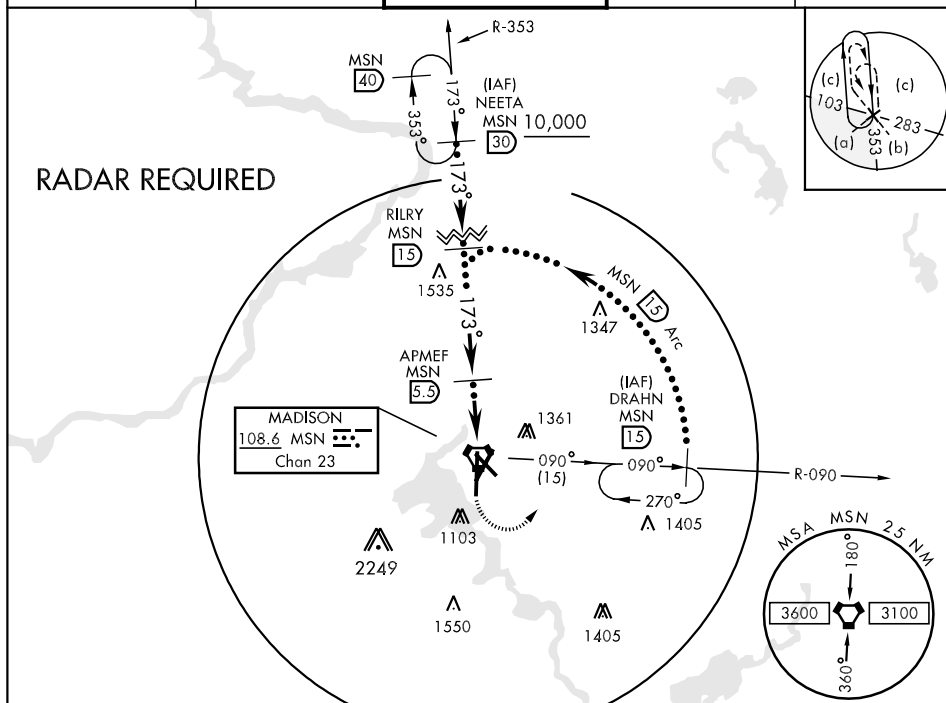 R-353
MSN
40
173°
353°
(IAF)
NEETA
MSN 10,000
30
(c)
(c)
103
283
(a)
353
(b)
RADAR REQUIRED
173°
RILRY
MSN
15
1535
173°
MSN 15 Arc
1347
APMEF
MSN
5.5
(IAF)
DRAHN
MSN
15
MADISON
108.6 MSN
Chan 23
1361
090°
(15)
090°
R-090
270°
1405
1103
2249
1550
1405
MSA MSN 25 NM
180°
3600
3100
360°